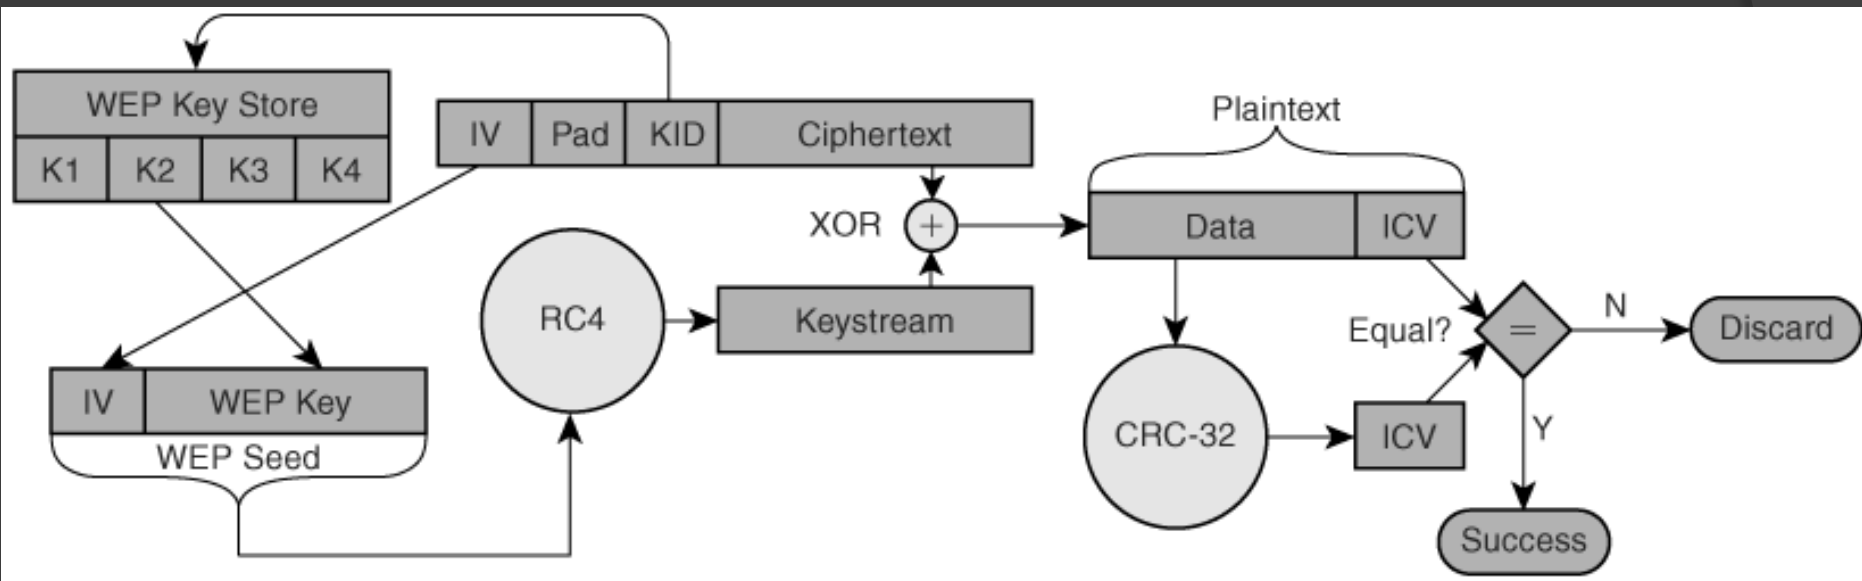 WEP Key Store
K1 K2 K3 K4
IV Pad KID Ciphertext
Plaintext
XOR +
Data ICV
RC4
Keystream
Equal? =
N
Discard
IV WEP Key
WEP Seed
CRC-32
ICV
Y
Success